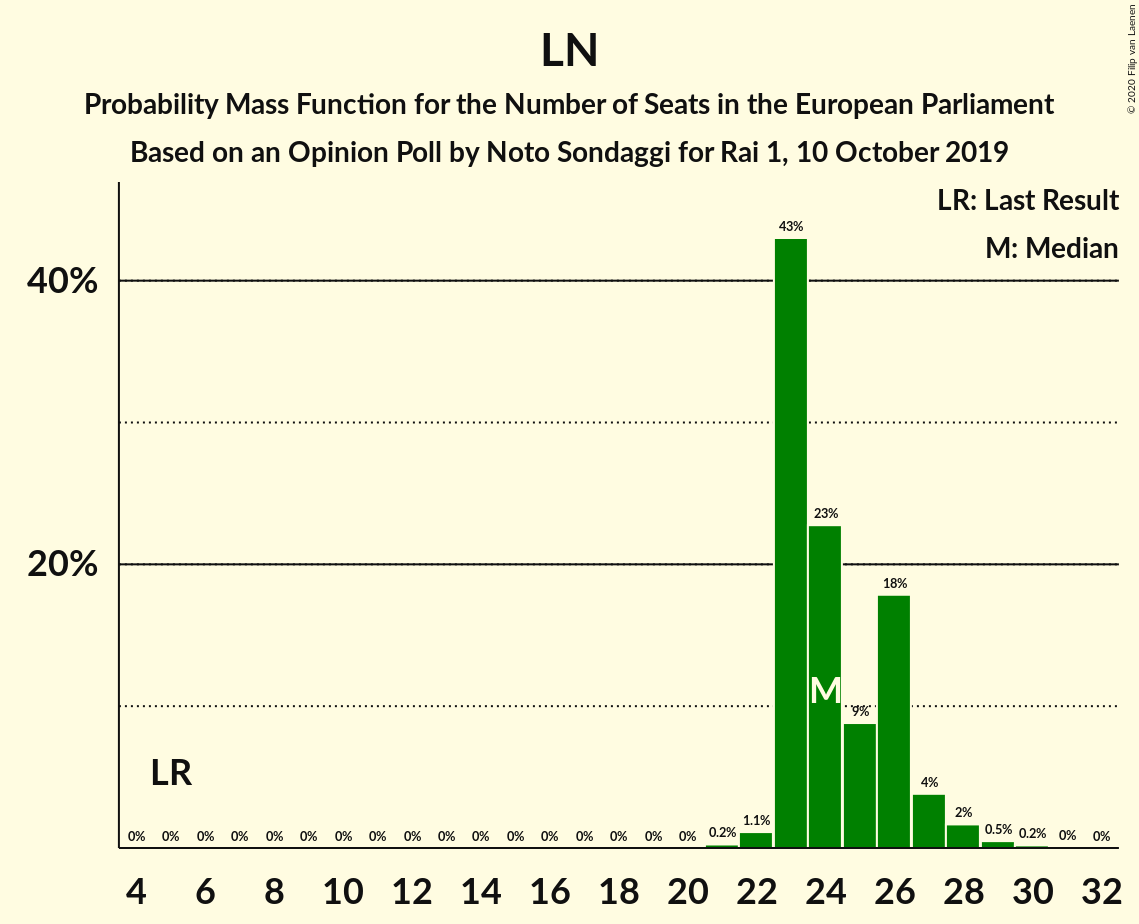 LN
Probability Mass Function for the Number of Seats in the European Parliament
Based on an Opinion Poll by Noto Sondaggi for Rai 1, 10 October 2019
© 2020 Filip van Laenen
LR: Last Result
M: Median
40%
20%
43%
23%
18%
9%
4%
2%
1.1%
0.5%
0.2%
0.2%
M
LR
0% 0% 0% 0% 0% 0% 0% 0% 0% 0% 0% 0% 0% 0% 0% 0% 0% 0% 0%
4 6 8 10 12 14 16 18 20 22 24 26 28 30 32